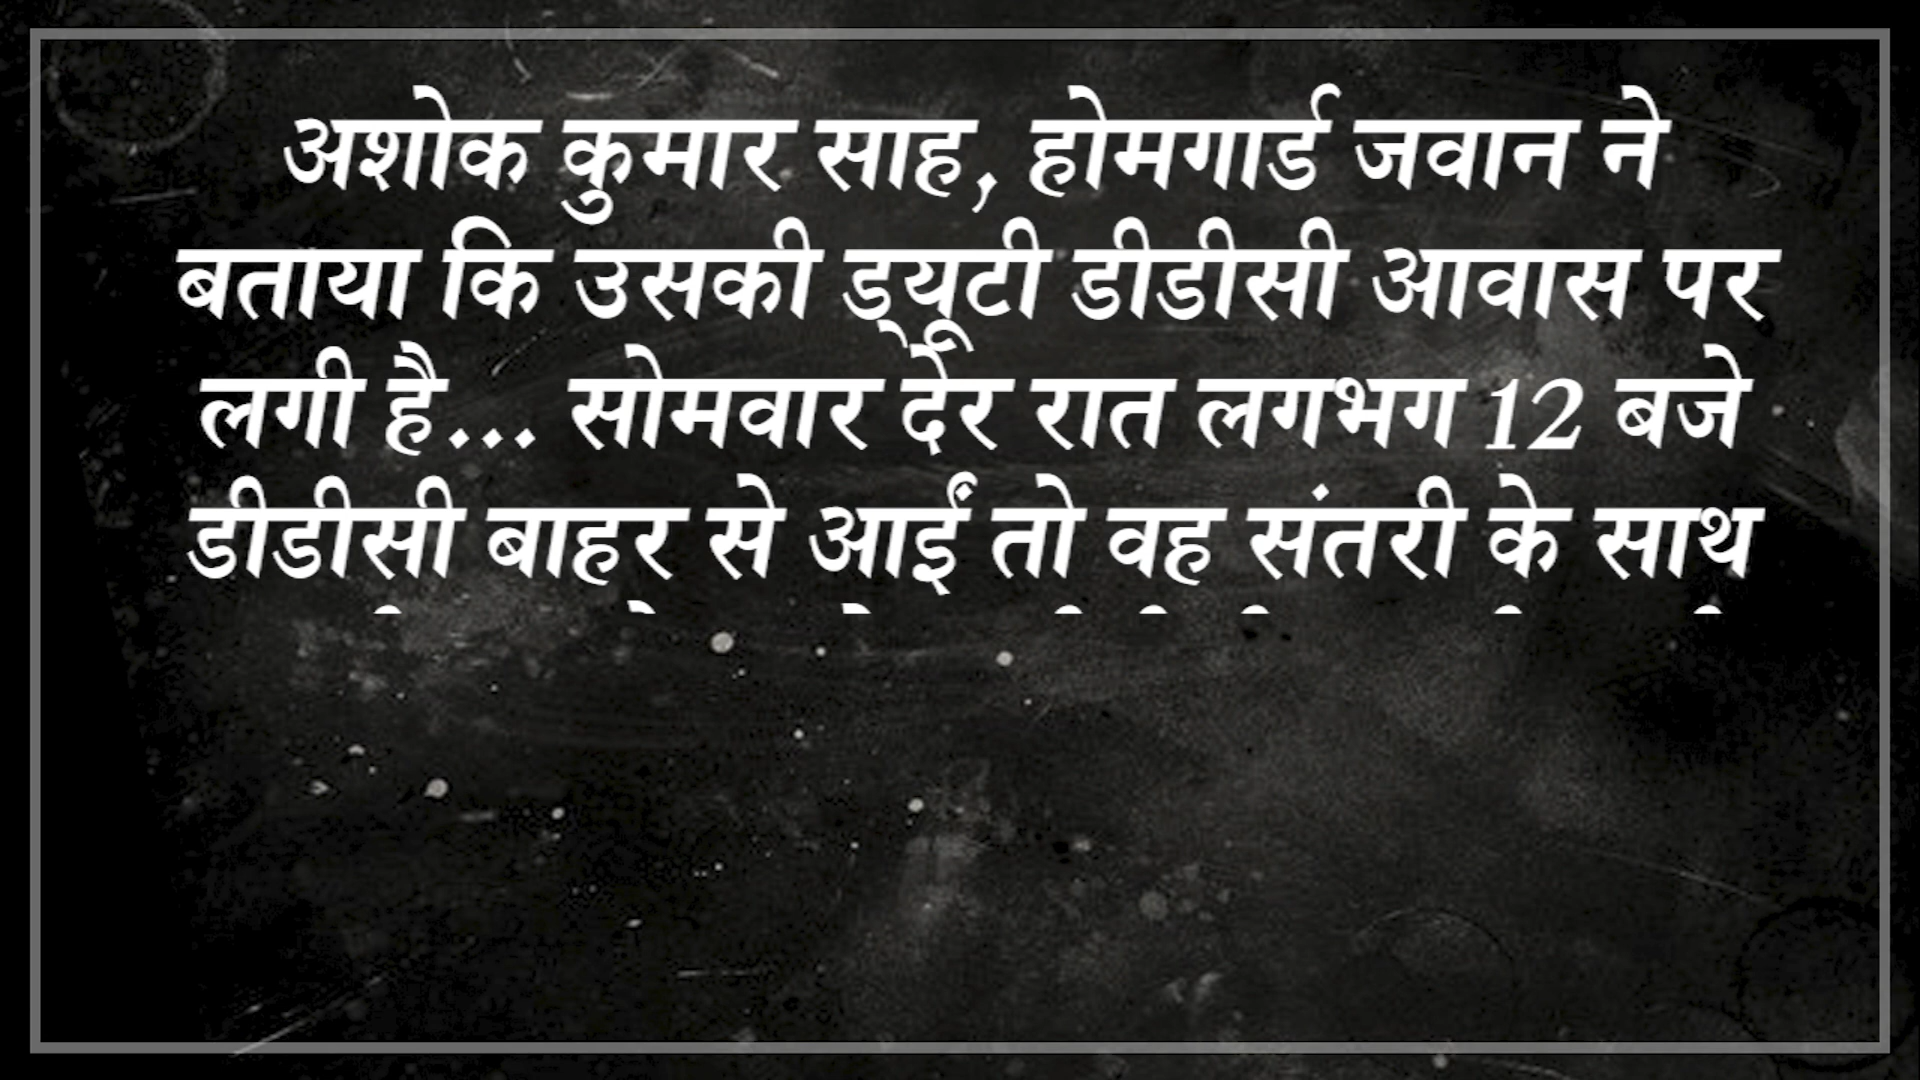 अशोक कुमार साह, होमगार्ड जवान ने
बताया कि उसकी ड्यूटी डीडीसी आवास पर
लगी है... सोमवार देर रात लगभग 12 बजे
डीडीसी बाहर से आईं तो वह संतरी के साथ